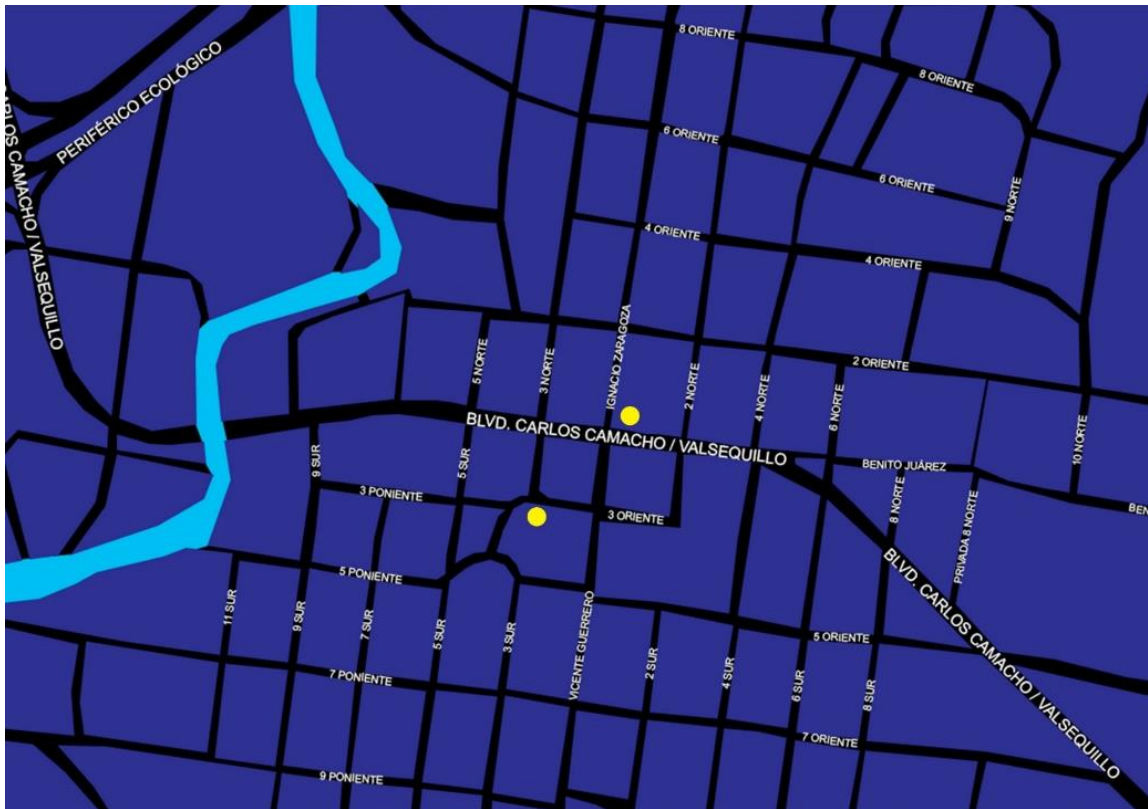 8 ORIENTE
8 ORIENTE
PERIFÉRICO ECOLÓGICO
CARLOS CAMACHO / VALSEQUILLO
6 ORIENTE
6 ORIENTE
9 NORTE
4 ORIENTE
4 ORIENTE
IGNACIO ZARAGOZA
5 NORTE
3 NORTE
2 NORTE
4 NORTE
6 NORTE
2 ORIENTE
10 NORTE
BLVD. CARLOS CAMACHO / VALSEQUILLO
BENITO JUÁREZ
BEN
9 SUR
5 SUR
3 PONIENTE
3 ORIENTE
8 NORTE
PRIVADA 8 NORTE
BLVD. CARLOS CAMACHO / VALSEQUILLO
5 PONIENTE
11 SUR
9 SUR
7 SUR
5 SUR
3 SUR
VICENTE GUERRERO
2 SUR
4 SUR
6 SUR
8 SUR
5 ORIENTE
7 PONIENTE
7 ORIENTE
9 PONIENTE